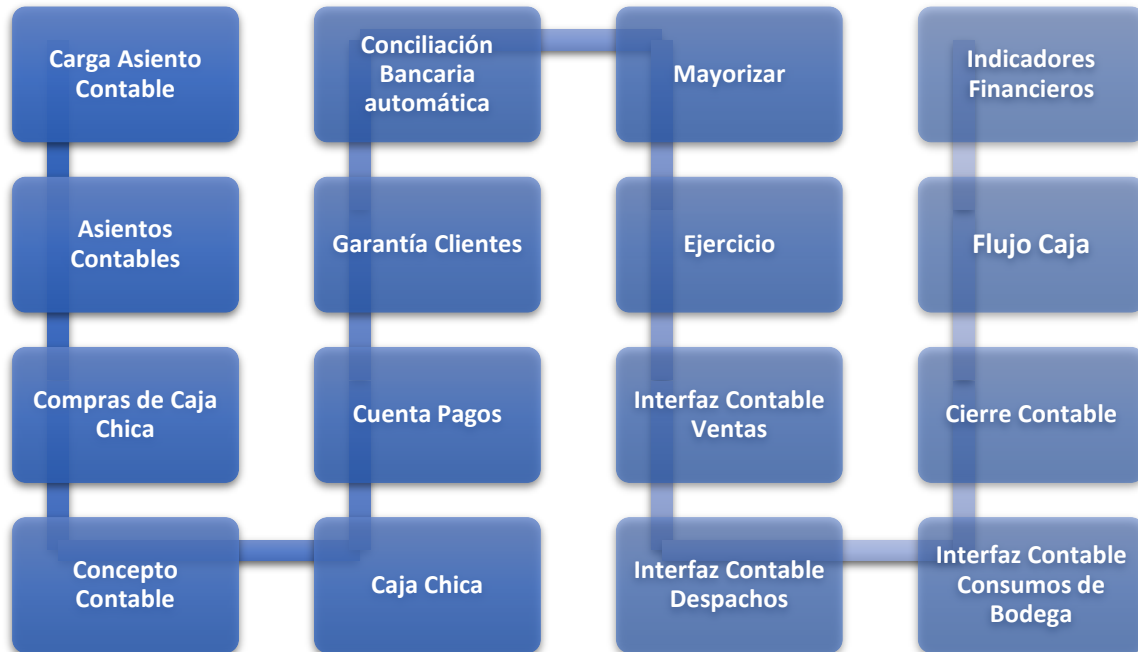 Carga Asiento
Contable
Asientos
Contables
Compras de Caja
Chica
Concepto
Contable
Caja Chica
Cuenta Pagos
Garantía Clientes
Conciliación
Bancaria
automática
Mayorizar
Ejercicio
Interfaz Contable
Ventas
Interfaz Contable
Despachos
Interfaz Contable
Consumos de
Bodega
Cierre Contable
Flujo Caja
Indicadores
Financieros